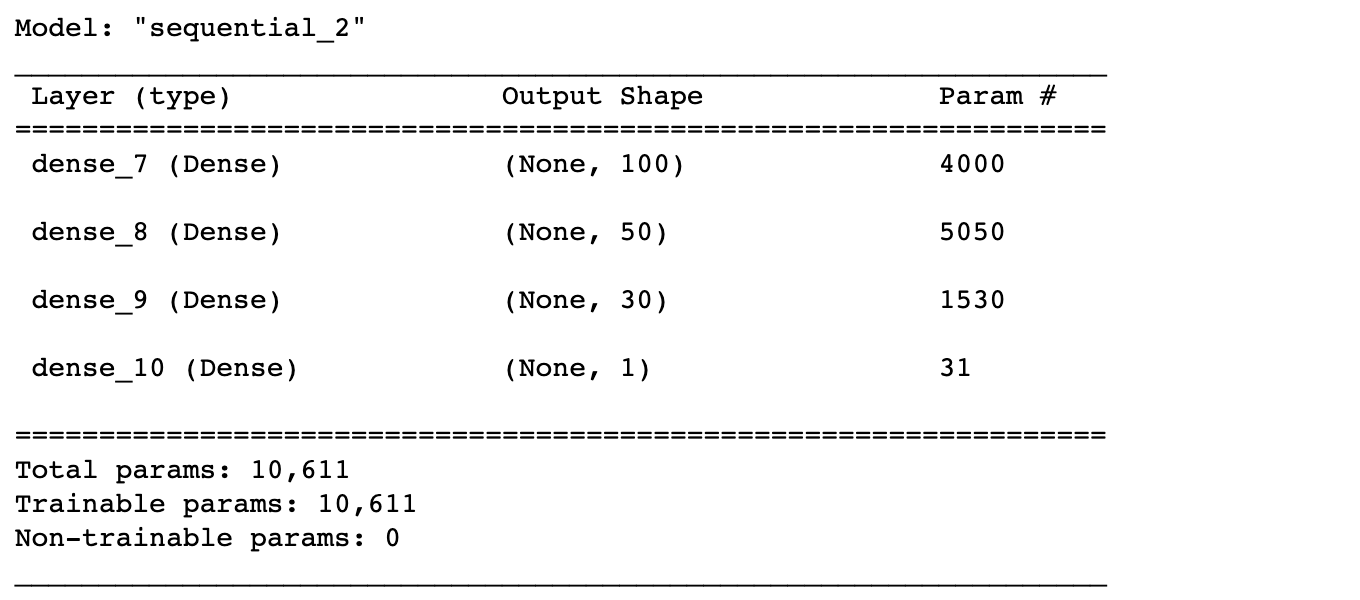 Model: "sequential_2"
_________________________________________________________________
Layer (type) Output Shape Param #
=================================================================
dense_7 (Dense) (None, 100) 4000
dense_8 (Dense) (None, 50) 5050
dense_9 (Dense) (None, 30) 1530
dense_10 (Dense) (None, 1) 31
=================================================================
Total params: 10,611
Trainable params: 10,611
Non-trainable params: 0
_________________________________________________________________